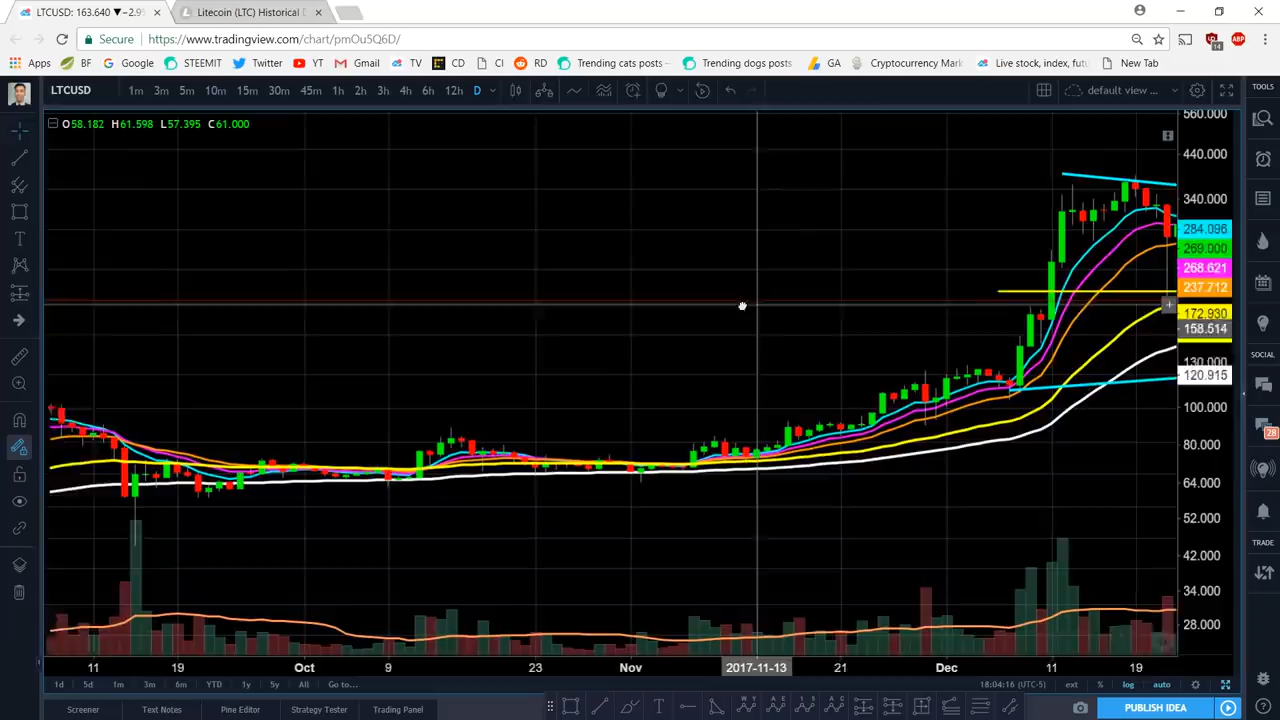 LTCUSD: 163.640 ▼−2.95
Litecoin (LTC) Historical
Secure
https://www.tradingview.com/chart/pmOu5Q6D/
14
ABP
Apps BF Google STEEMIT Twitter YT Gmail TV CD CI RD Trending cats posts Trending dogs posts GA Cryptocurrency Mark Live stock, index, futu New Tab
LTCUSD 1m 3m 5m 10m 15m 30m 45m 1h 2h 3h 4h 6h 12h D default view
TOOLS
O58.182 H61.598 L57.395 C61.000
560.000
440.000
340.000
284.096
269.900
268.621
237.712
172.930
158.514
130.000
120.915
100.000
80.000
64.000
52.000
42.000
34.000
28.000
SOCIAL
28
TRADE
11 19 Oct 9 23 Nov 2017-11-13 21 Dec 11 19
1d 5d 1m 3m 6m YTD 1y 5y All Go to... 18:04:16 (UTC-5) ext % log auto
Screener Text Notes Pine Editor Strategy Tester Trading Panel PUBLISH IDEA